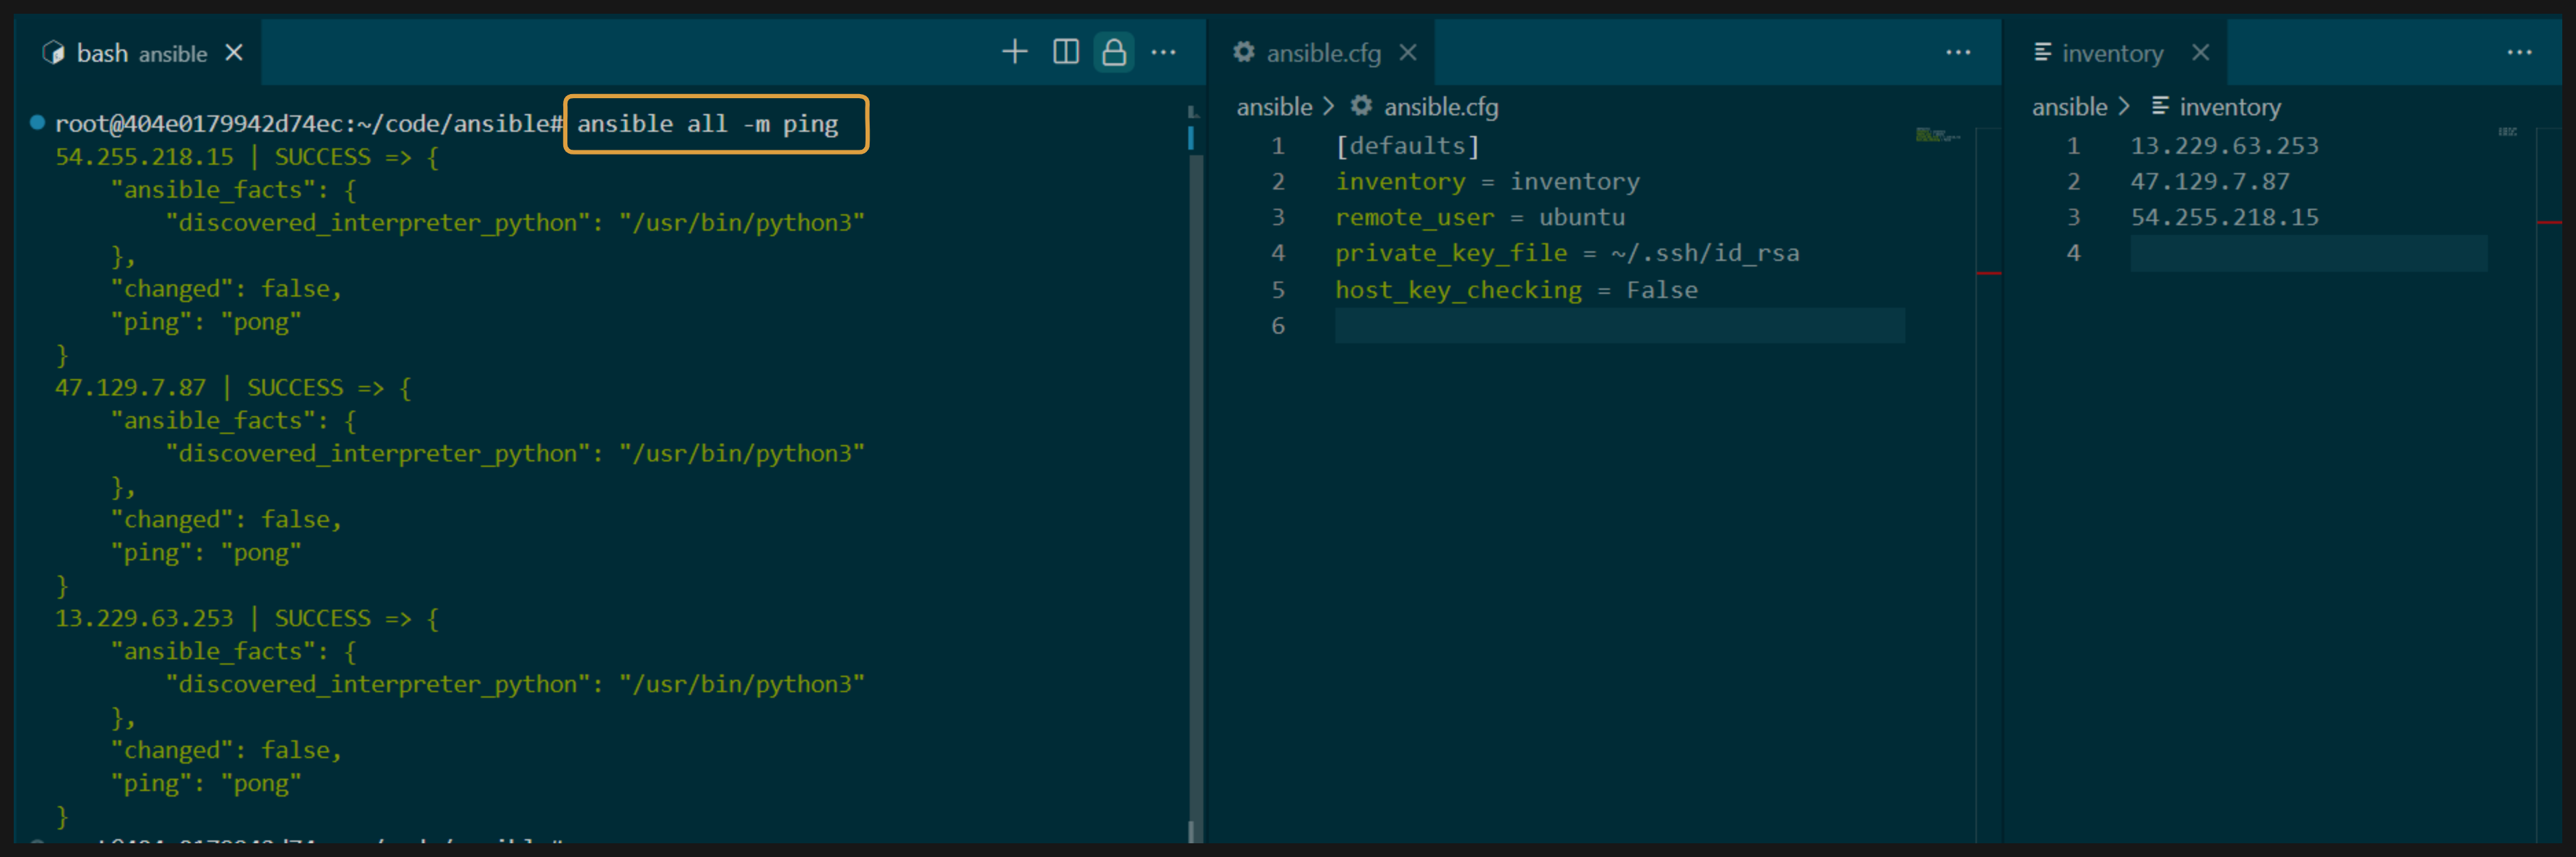 bash ansible
root@404e0179942d74ec:~/code/ansible# ansible all -m ping
54.255.218.15 | SUCCESS => {
    "ansible_facts": {
        "discovered_interpreter_python": "/usr/bin/python3"
    },
    "changed": false,
    "ping": "pong"
}
47.129.7.87 | SUCCESS => {
    "ansible_facts": {
        "discovered_interpreter_python": "/usr/bin/python3"
    },
    "changed": false,
    "ping": "pong"
}
13.229.63.253 | SUCCESS => {
    "ansible_facts": {
        "discovered_interpreter_python": "/usr/bin/python3"
    },
    "changed": false,
    "ping": "pong"
}
ansible.cfg
ansible > ansible.cfg
1 [defaults]
2 inventory = inventory
3 remote_user = ubuntu
4 private_key_file = ~/.ssh/id_rsa
5 host_key_checking = False
6
inventory
ansible > inventory
1 13.229.63.253
2 47.129.7.87
3 54.255.218.15
4